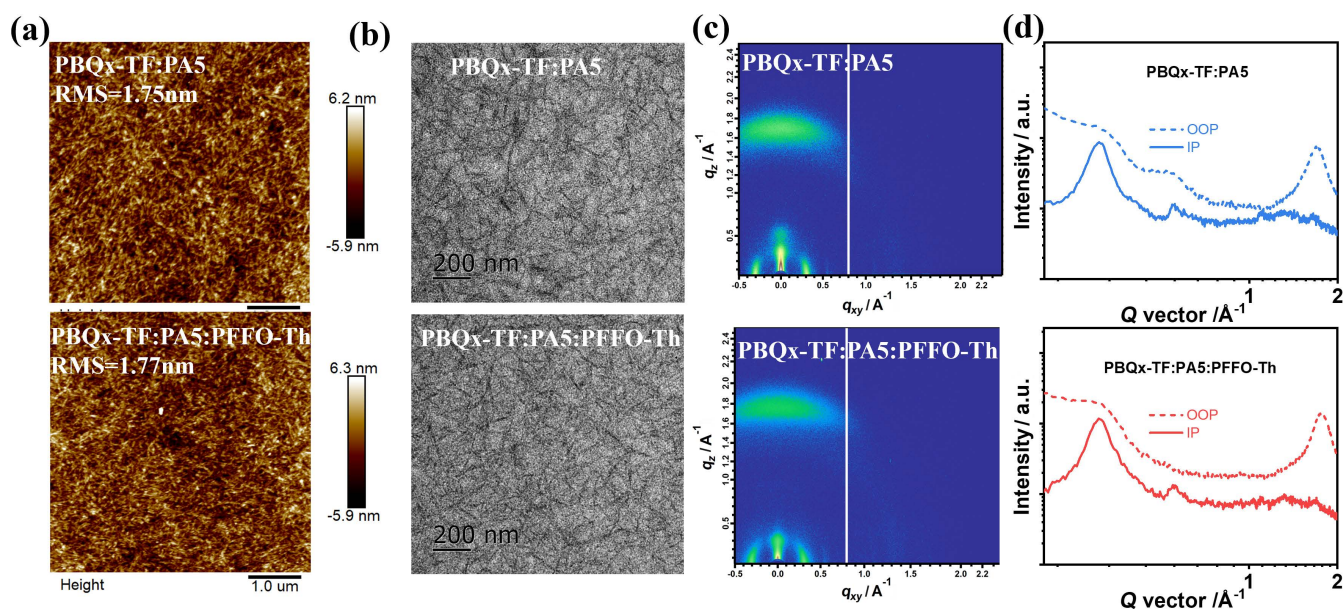 (a)
PBQx-TF:PA5
RMS=1.75nm
6.2 nm
-5.9 nm
PBQx-TF:PA5:PFFO-Th
RMS=1.77nm
6.3 nm
-5.9 nm
Height
1.0 um
(b)
PBQx-TF:PA5
200 nm
PBQx-TF:PA5:PFFO-Th
200 nm
(c)
PBQx-TF:PA5
qz / A-1
2.4
2.2
2.0
1.8
1.6
1.4
1.2
1.0
0.5
-0.5 0.0 0.5 1.0 1.5 2.0 2.2
qxy / A-1
PBQx-TF:PA5:PFFO-Th
qz / A-1
2.4
2.2
2.0
1.8
1.6
1.4
1.2
1.0
0.5
-0.5 0.0 0.5 1.0 1.5 2.0 2.2
qxy / A-1
(d)
PBQx-TF:PA5
OOP
IP
Intensity / a.u.
1 2
Q vector /Å-1
PBQx-TF:PA5:PFFO-Th
OOP
IP
Intensity / a.u.
1 2
Q vector /Å-1